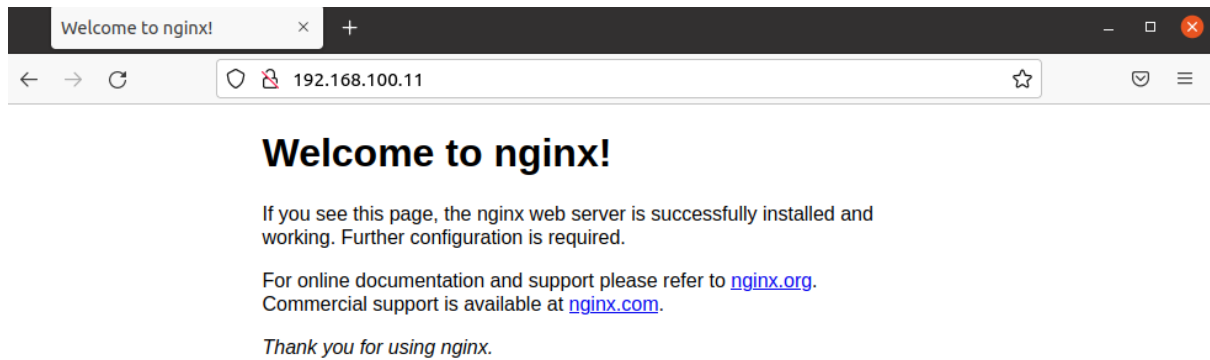 Welcome to nginx!
192.168.100.11
Welcome to nginx!
If you see this page, the nginx web server is successfully installed and
working. Further configuration is required.
For online documentation and support please refer to nginx.org.
Commercial support is available at nginx.com.
Thank you for using nginx.